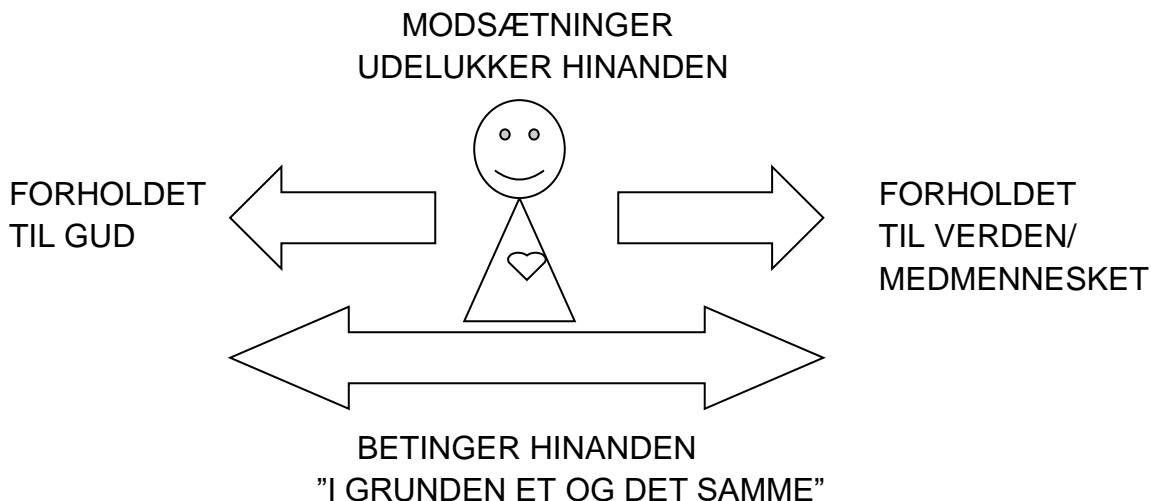 MODSÆTNINGER
UDELUKKER HINANDEN
FORHOLDET
TIL GUD
FORHOLDET
TIL VERDEN/
MEDMENNESKET
BETINGER HINANDEN
”I GRUNDEN ET OG DET SAMME”